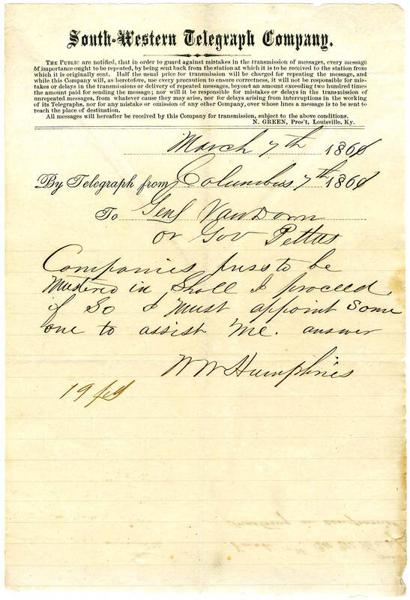 South-Western Telegraph Company.
THE PUBLIC are notified, that in order to guard against mistakes in the transmission of messages, every message
of importance ought to be repeated, by being sent back from the station at which it is to be received to the station from
which it is originally sent. Half the usual price for transmission will be charged for repeating the message, and
while this Company will, as heretofore, use every precaution to ensure correctness, it will not be responsible for mis-
takes or delays in the transmission or delivery of repeated messages, beyond an amount exceeding two hundred times
the amount paid for sending the message; nor will it be responsible for mistakes or delays in the transmission of
unrepeated messages, from whatever cause they may arise, nor for delays arising from interruptions in the working
of its Telegraphs, nor for any mistake or omission of any other Company, over whose lines a message is to be sent to
reach the place of destination.
All messages will hereafter be received by this Company for transmission, subject to the above conditions.
N. GREEN, Pres't, Louisville, Ky.
March 7th 186
By Telegraph from Columbus 7th 186
To Genl Van Dorn
or Gov Pettus
Companies press to be
Mustered in Shall I proceed,
if So I must appoint Some
one to assist me. answer
W W Humphries
19